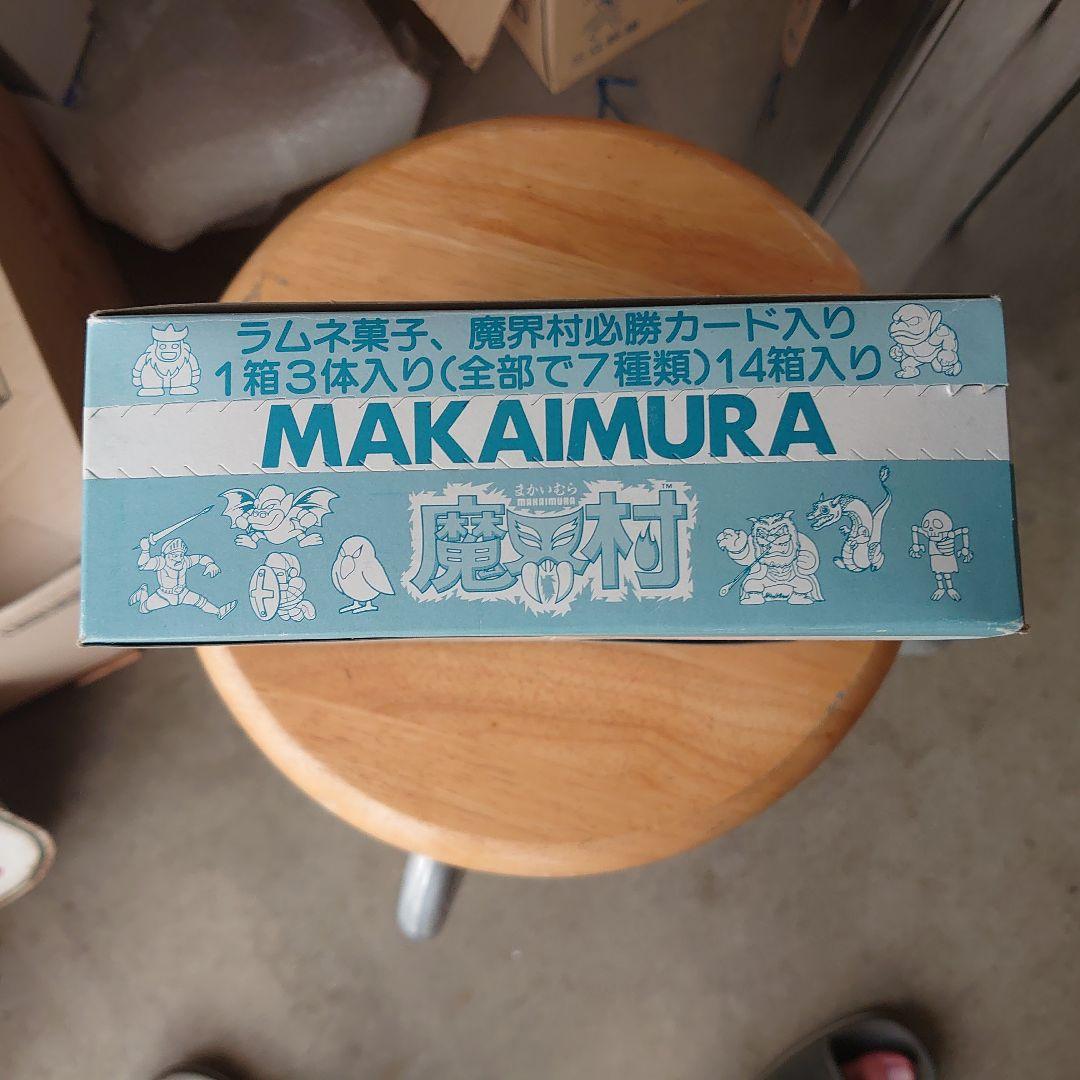 ラムネ菓子、魔界村必勝カード入り
1箱3体入り(全部で7種類)14箱入り
MAKAIMURA
まかいむら
MAKAIMURA
魔界村™